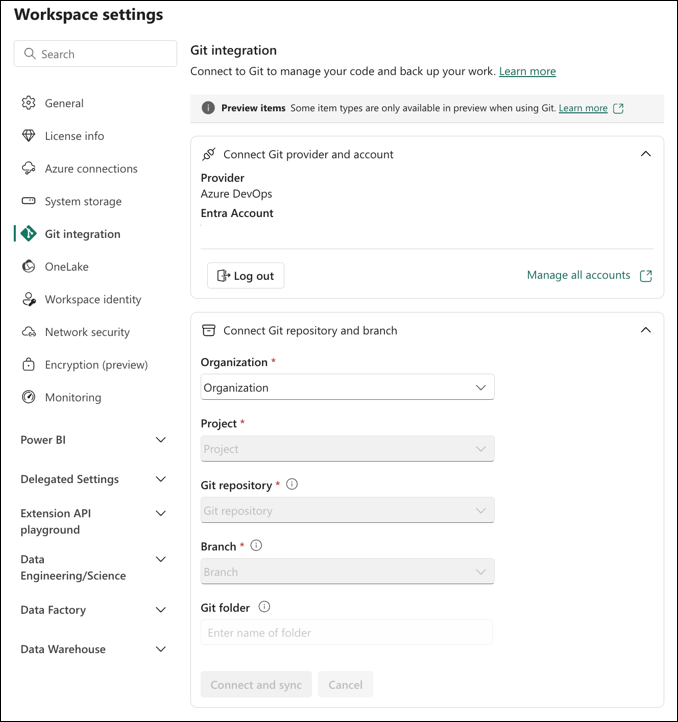 Workspace settings
Search
General
License info
Azure connections
System storage
Git integration
OneLake
Workspace identity
Network security
Encryption (preview)
Monitoring
Power BI
Delegated Settings
Extension API
playground
Data
Engineering/Science
Data Factory
Data Warehouse
Git integration
Connect to Git to manage your code and back up your work. Learn more
Preview items Some item types are only available in preview when using Git. Learn more
Connect Git provider and account
Provider
Azure DevOps
Entra Account
Log out
Manage all accounts
Connect Git repository and branch
Organization *
Organization
Project *
Project
Git repository *
Git repository
Branch *
Branch
Git folder
Enter name of folder
Connect and sync
Cancel